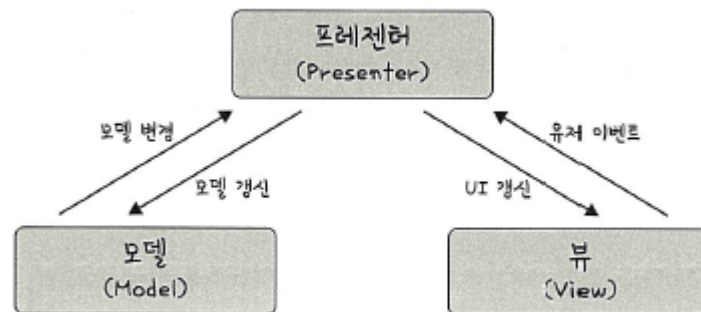 프레젠터
(Presenter)
모델 변경
유저 이벤트
모델 갱신
UI 갱신
모델
(Model)
뷰
(View)